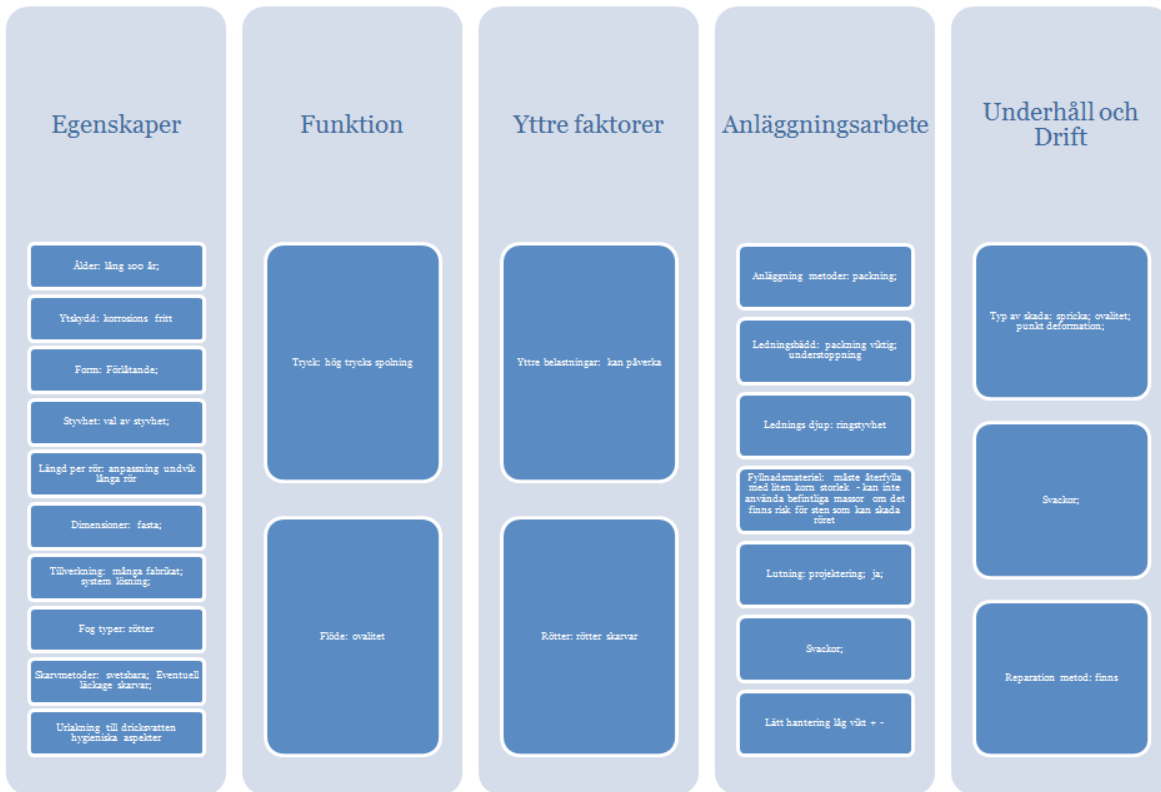 Egenskaper
Ålder: lång 100 år;
Ytskydd: korrosions fritt
Form: Förlåtande;
Styvhet: val av styvhet;
Längd per rör: anpassning undvik
långa rör
Dimensioner: fasta;
Tillverkning: många fabrikat;
system lösning;
Fog typer: rötter
Skarvmetoder: svetsbara; Eventuell
läckage skarvar;
Urlakning till dricksvatten
hygieniska aspekter
Funktion
Tryck: hög trycks spolning
Flöde: ovalitet
Yttre faktorer
Yttre belastningar: kan påverka
Rötter: rötter skarvar
Anläggningsarbete
Anläggning metoder: packning;
Ledningsbädd: packning viktig;
understoppning
Lednings djup: ringstyvhet
Fyllnadsmateriel: måste återfylla
med liten korn storlek - kan inte
använda befintliga massor om det
finns risk för sten som kan skada
röret
Lutning: projektering; ja;
Svackor;
Lätt hantering låg vikt + -
Underhåll och
Drift
Typ av skada: spricka; ovalitet;
punkt deformation;
Svackor;
Reparation metod: finns